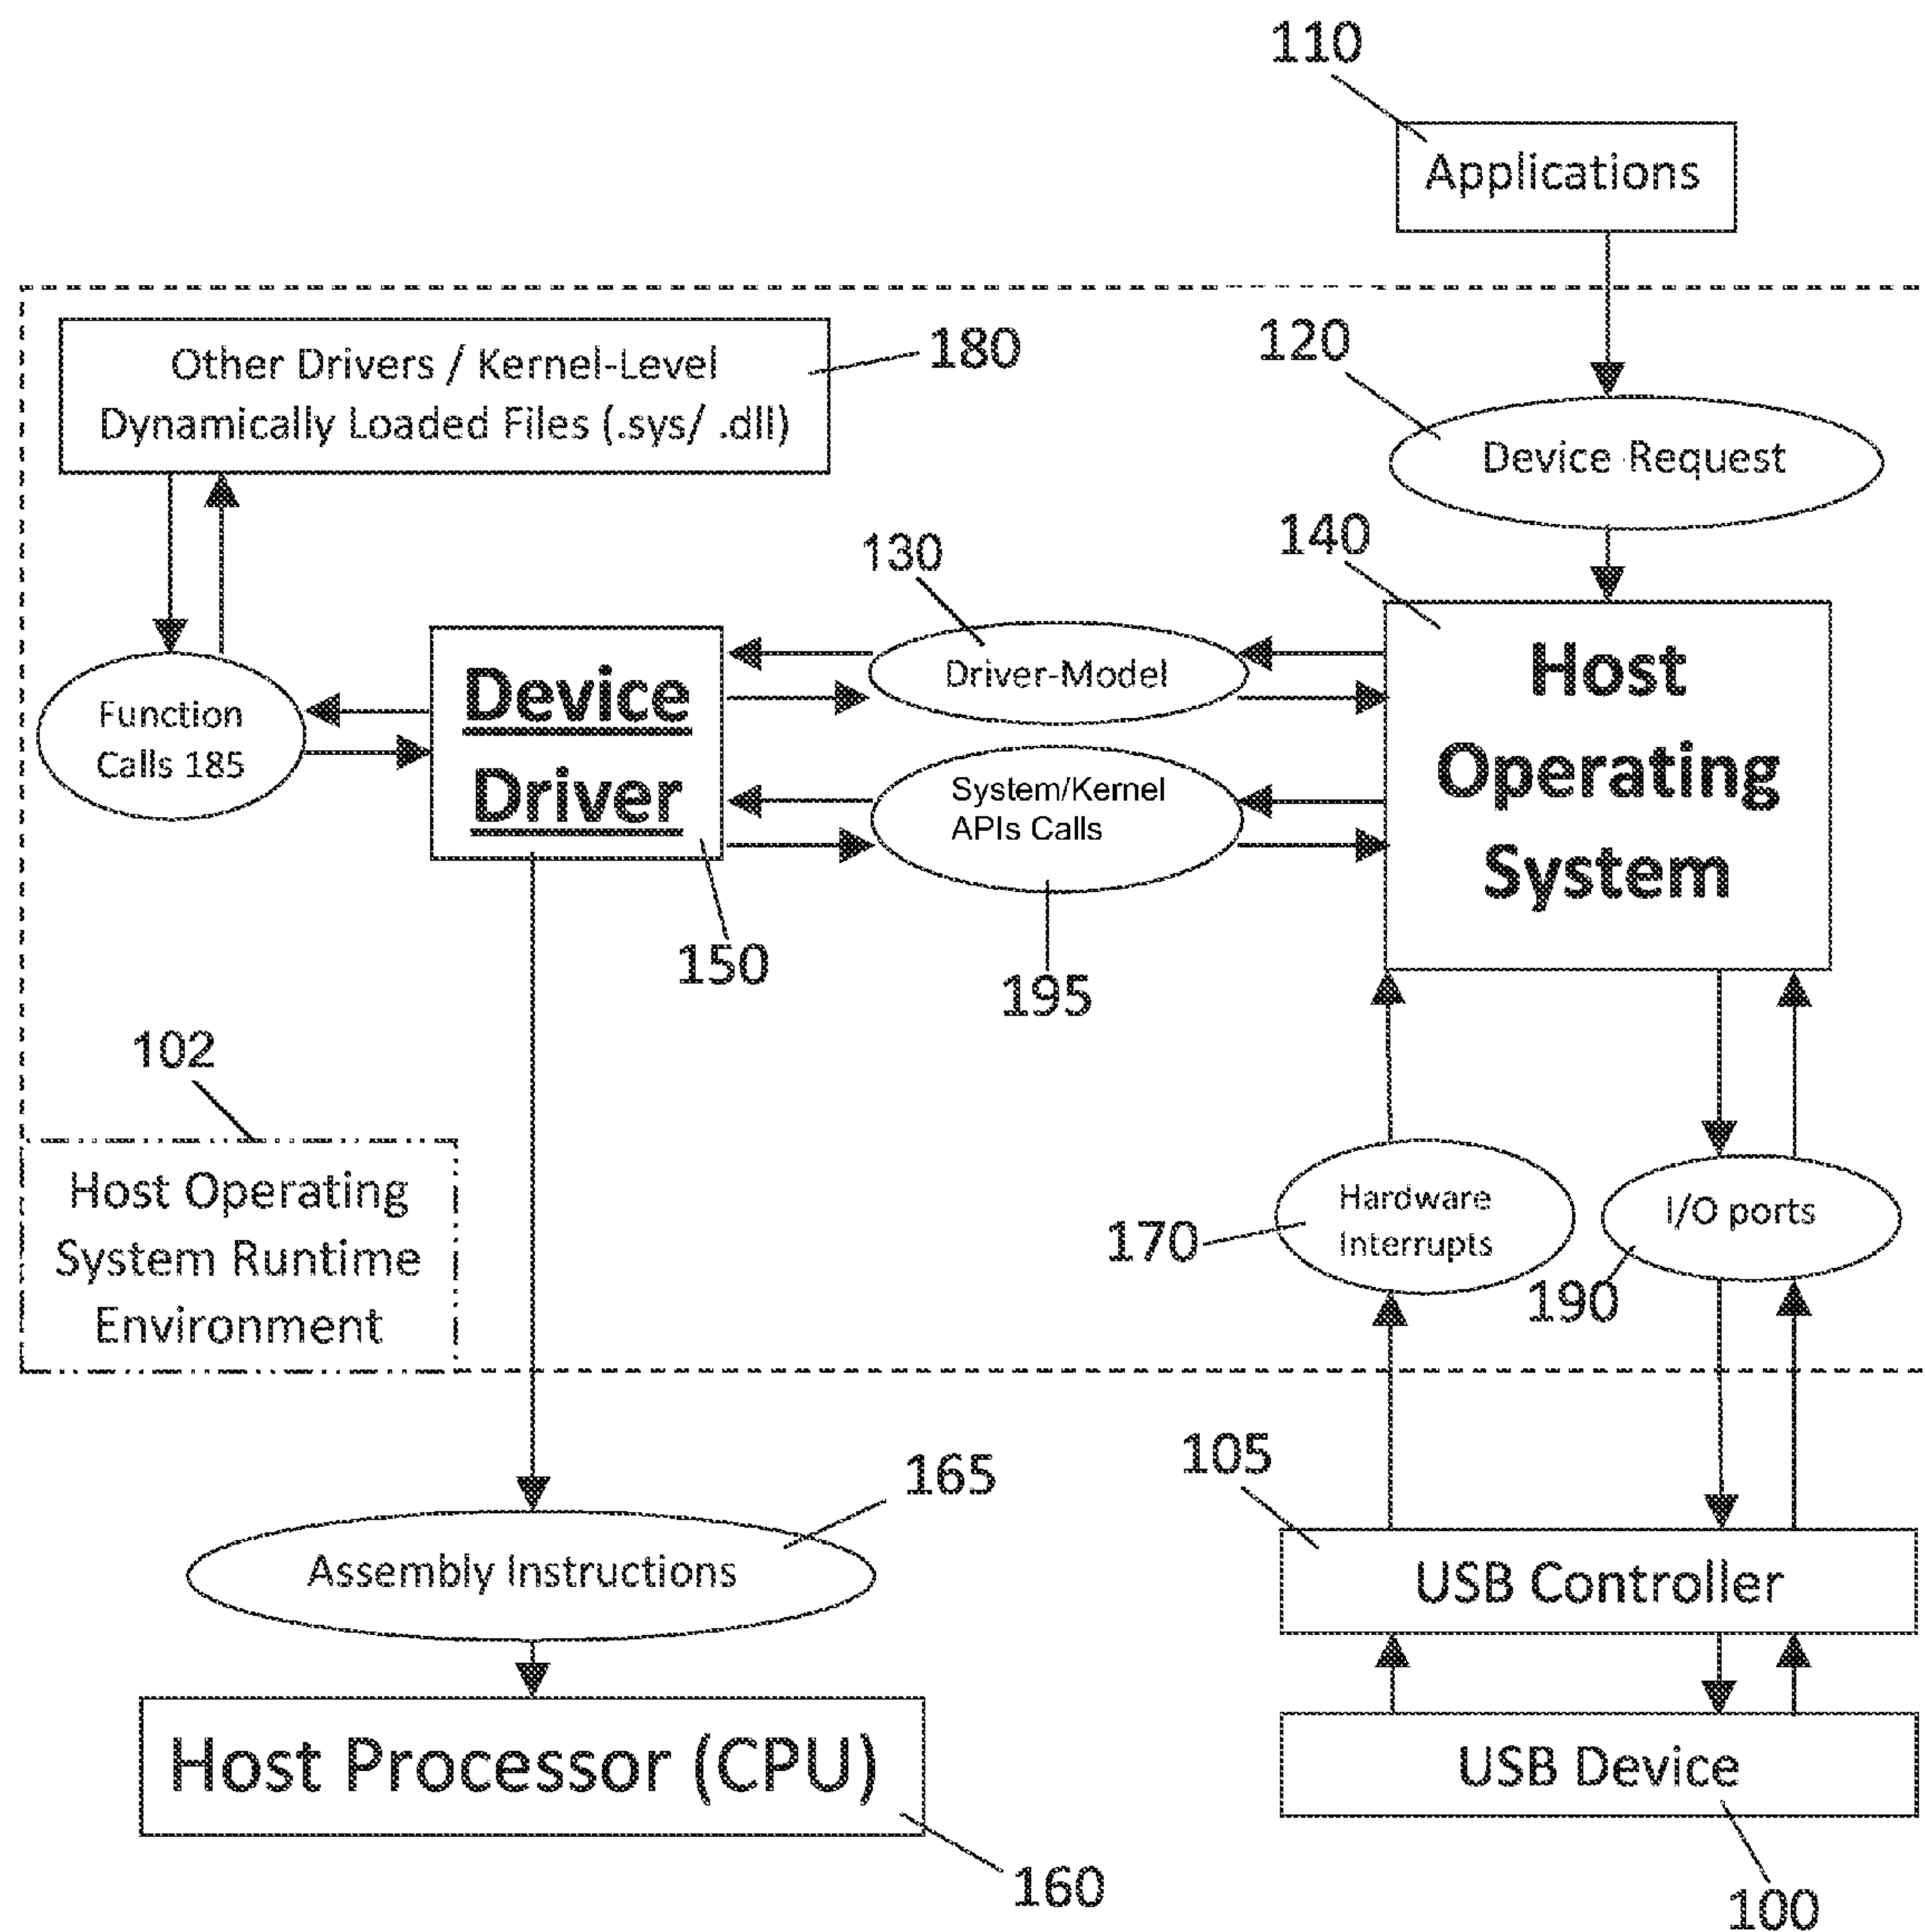 110
Applications
Other Drivers / Kernel-Level
Dynamically Loaded Files (.sys/ .dll)
180
120
Device Request
130
140
Driver-Model
Host
Operating
System
Function
Calls 185
Device
Driver
System/Kernel
APIs Calls
150
195
102
Host Operating
System Runtime
Environment
Hardware
Interrupts
170
I/O ports
190
105
165
Assembly Instructions
USB Controller
Host Processor (CPU)
USB Device
160
100